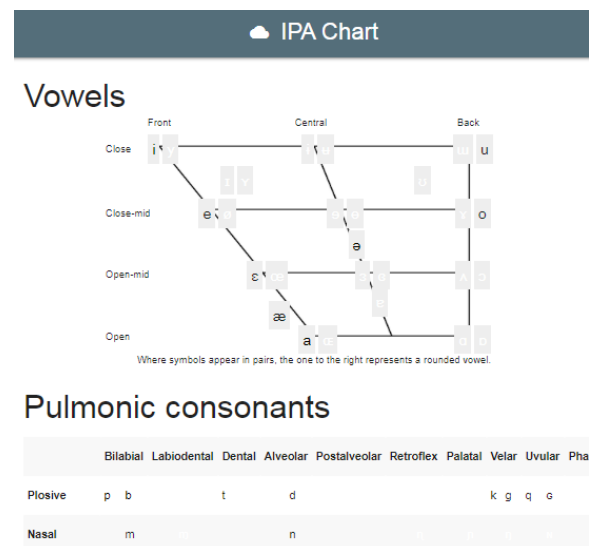 IPA Chart
Vowels
Front Central Back
Close i ʏ ɨ ʉ ɯ u
ɪ ʏ ʊ
Close-mid e ø ɘ ɵ ɤ o
ə
Open-mid ɛ œ ɜ ɞ ʌ ɔ
æ ɐ
Open a ɶ ɑ ɒ
Where symbols appear in pairs, the one to the right represents a rounded vowel.
Pulmonic consonants
Bilabial Labiodental Dental Alveolar Postalveolar Retroflex Palatal Velar Uvular Pha
Plosive p b t d k g q ɢ
Nasal m n